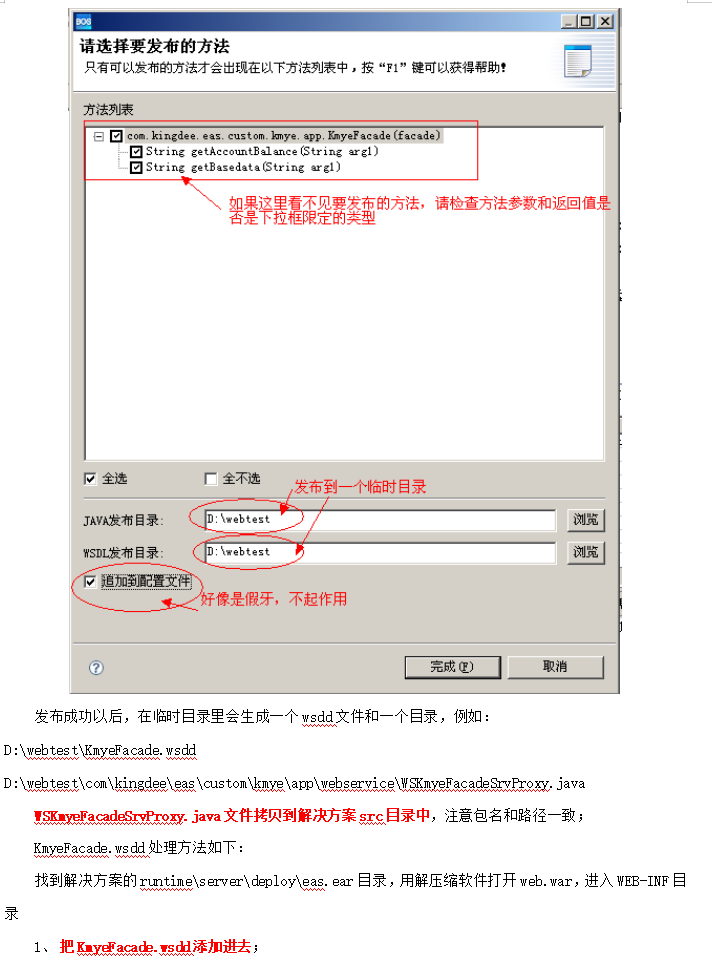 BOS
请选择要发布的方法
只有可以发布的方法才会出现在以下方法列表中，按“F1”键可以获得帮助!
方法列表
com.kingdee.eas.custom.kmye.app.KmyeFacade(facade)
String getAccountBalance(String arg1)
String getBasedata(String arg1)
如果这里看不见要发布的方法，请检查方法参数和返回值是
否是下拉框限定的类型
全选
全不选
发布到一个临时目录
JAVA发布目录:
D:\webtest
浏览
WSDL发布目录:
D:\webtest
浏览
追加到配置文件
好像是假牙，不起作用
?
完成(F)
取消
发布成功以后，在临时目录里会生成一个wsdd文件和一个目录，例如：
D:\webtest\KmyeFacade.wsdd
D:\webtest\com\kingdee\eas\custom\kmye\app\webservice\WSKmyeFacadeSrvProxy.java
WSKmyeFacadeSrvProxy.java文件拷贝到解决方案src目录中，注意包名和路径一致；
KmyeFacade.wsdd处理方法如下：
找到解决方案的runtime\server\deploy\eas.ear目录，用解压缩软件打开web.war，进入WEB-INF目
录
1、把KmyeFacade.wsdd添加进去；